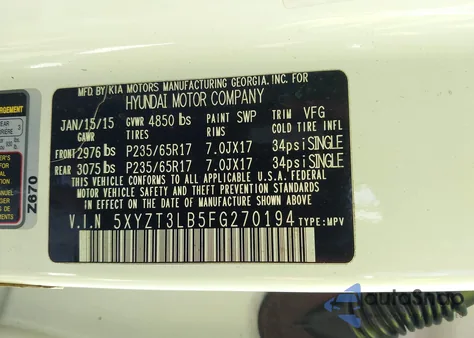 MFD BY KIA MOTORS MANUFACTURING GEORGIA, INC. FOR
HYUNDAI MOTOR COMPANY
JAN/15/15 GVWR 4850 lbs PAINT SWP TRIM VFG
GAWR TIRES RIMS COLD TIRE INFL
FRONT 2976 lbs P235/65R17 7.0JX17 34psi SINGLE
REAR 3075 lbs P235/65R17 7.0JX17 34psi SINGLE
THIS VEHICLE CONFORMS TO ALL APPLICABLE U.S.A. FEDERAL
MOTOR VEHICLE SAFETY AND THEFT PREVENTION STANDARDS
IN EFFECT ON THE DATE OF MANUFACTURE SHOWN ABOVE
V.I.N 5XYZT3LB5FG270194 TYPE: MPV
Z670
REAR
AutoSnap